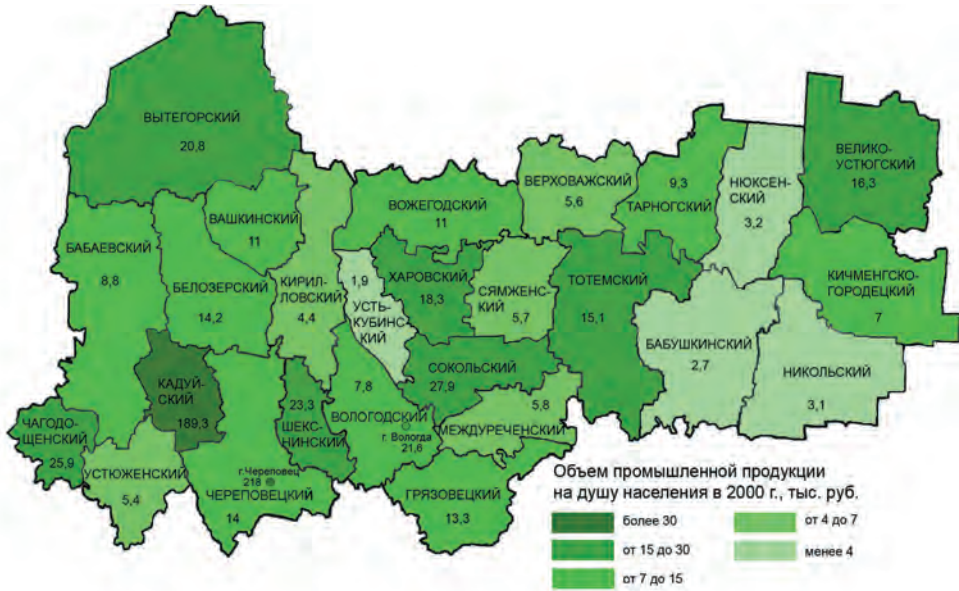 ВЫТЕГОРСКИЙ
20,8
ВЕЛИКО-
УСТЮГСКИЙ
16,3
ВЕРХОВАЖСКИЙ
5,6
9,3
ТАРНОГСКИЙ
НЮКСЕН-
СКИЙ
3,2
ВАШКИНСКИЙ
11
ВОЖЕГОДСКИЙ
11
БАБАЕВСКИЙ
8,8
БЕЛОЗЕРСКИЙ
14,2
КИРИЛ-
ЛОВСКИЙ
4,4
1,9
УСТЬ-
КУБИНСКИЙ
ХАРОВСКИЙ
18,3
СЯМЖЕНС-
КИЙ
5,7
ТОТЕМСКИЙ
15,1
КИЧМЕНГСКО-
ГОРОДЕЦКИЙ
7
БАБУШКИНСКИЙ
2,7
НИКОЛЬСКИЙ
3,1
КАДУЙ-
СКИЙ
189,3
СОКОЛЬСКИЙ
27,9
7,8
ВОЛОГОДСКИЙ
г. Вологда
21,6
23,3
ШЕКС-
НИНСКИЙ
5,8
МЕЖДУРЕЧЕНСКИЙ
ЧАГОДО-
ЩЕНСКИЙ
25,9
УСТЮЖЕНСКИЙ
5,4
г.Череповец
218
ЧЕРЕПОВЕЦКИЙ
14
ГРЯЗОВЕЦКИЙ
13,3
Объем промышленной продукции
на душу населения в 2000 г., тыс. руб.
более 30
от 15 до 30
от 7 до 15
от 4 до 7
менее 4